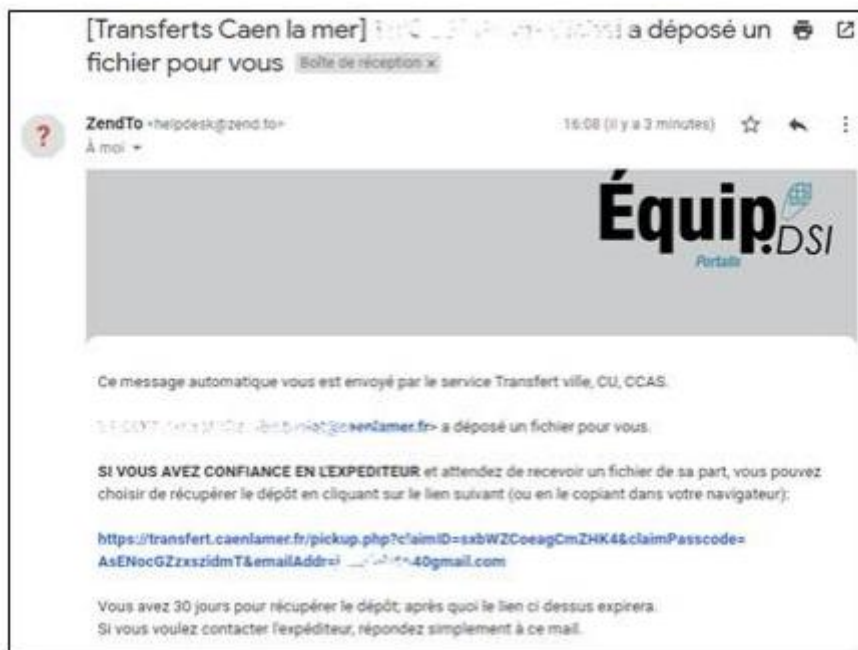 [Transferts Caen la mer] a déposé un
fichier pour vous Boîte de réception ×
ZendTo <helpdesk@zend.to> 16:08 (il y a 3 minutes)
?
À moi
Équip.DSI
Portails
Ce message automatique vous est envoyé par le service Transfert ville, CU, CCAS.
@caenlamer.fr> a déposé un fichier pour vous.
SI VOUS AVEZ CONFIANCE EN L'EXPEDITEUR et attendez de recevoir un fichier de sa part, vous pouvez
choisir de récupérer le dépôt en cliquant sur le lien suivant (ou en le copiant dans votre navigateur):
https://transfert.caenlamer.fr/pickup.php?claimID=sxbWZCoeagCmZHK4&claimPasscode=
AsENocGZzxszidmT&emailAddr= 40gmail.com
Vous avez 30 jours pour récupérer le dépôt, après quoi le lien ci dessus expirera.
Si vous voulez contacter l'expéditeur, répondez simplement à ce mail.